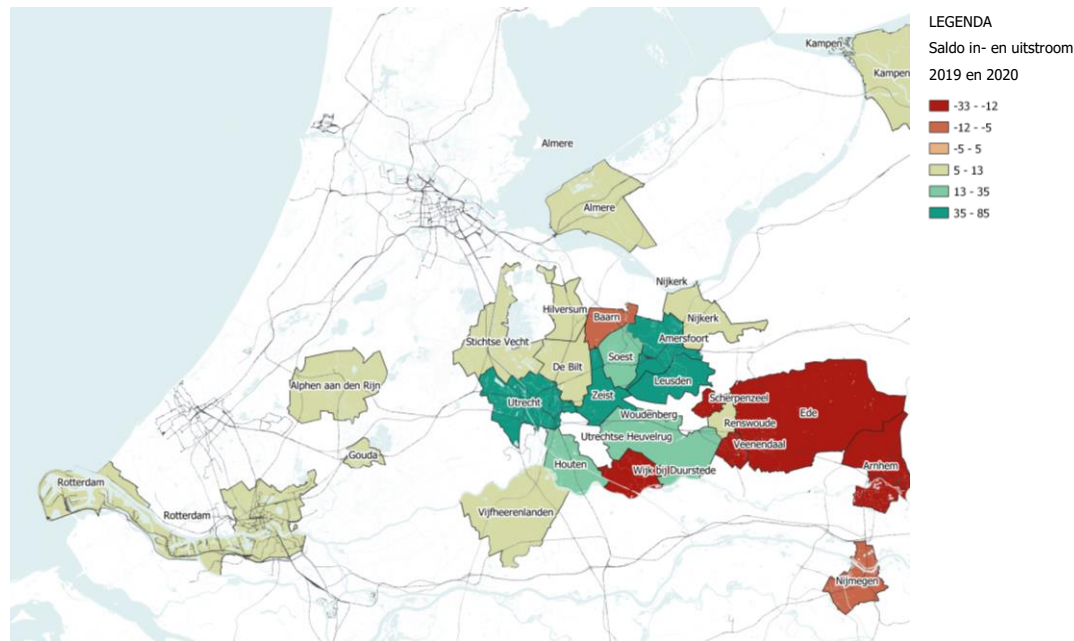 LEGENDA
Saldo in- en uitstroom
2019 en 2020
-33 - -12
-12 - -5
-5 - 5
5 - 13
13 - 35
35 - 85
Kampen
Kampen
Almere
Almere
Nijkerk
Hilversum
Baarn
Nijkerk
Stichtse Vecht
Amersfoort
Soest
De Bilt
Leusden
Alphen aan den Rijn
Zeist
Scherpenzeel
Utrecht
Woudenberg
Ede
Renswoude
Utrechtse Heuvelrug
Veenendaal
Gouda
Houten
Wijk bij Duurstede
Arnhem
Rotterdam
Vijfheerenlanden
Rotterdam
Nijmegen